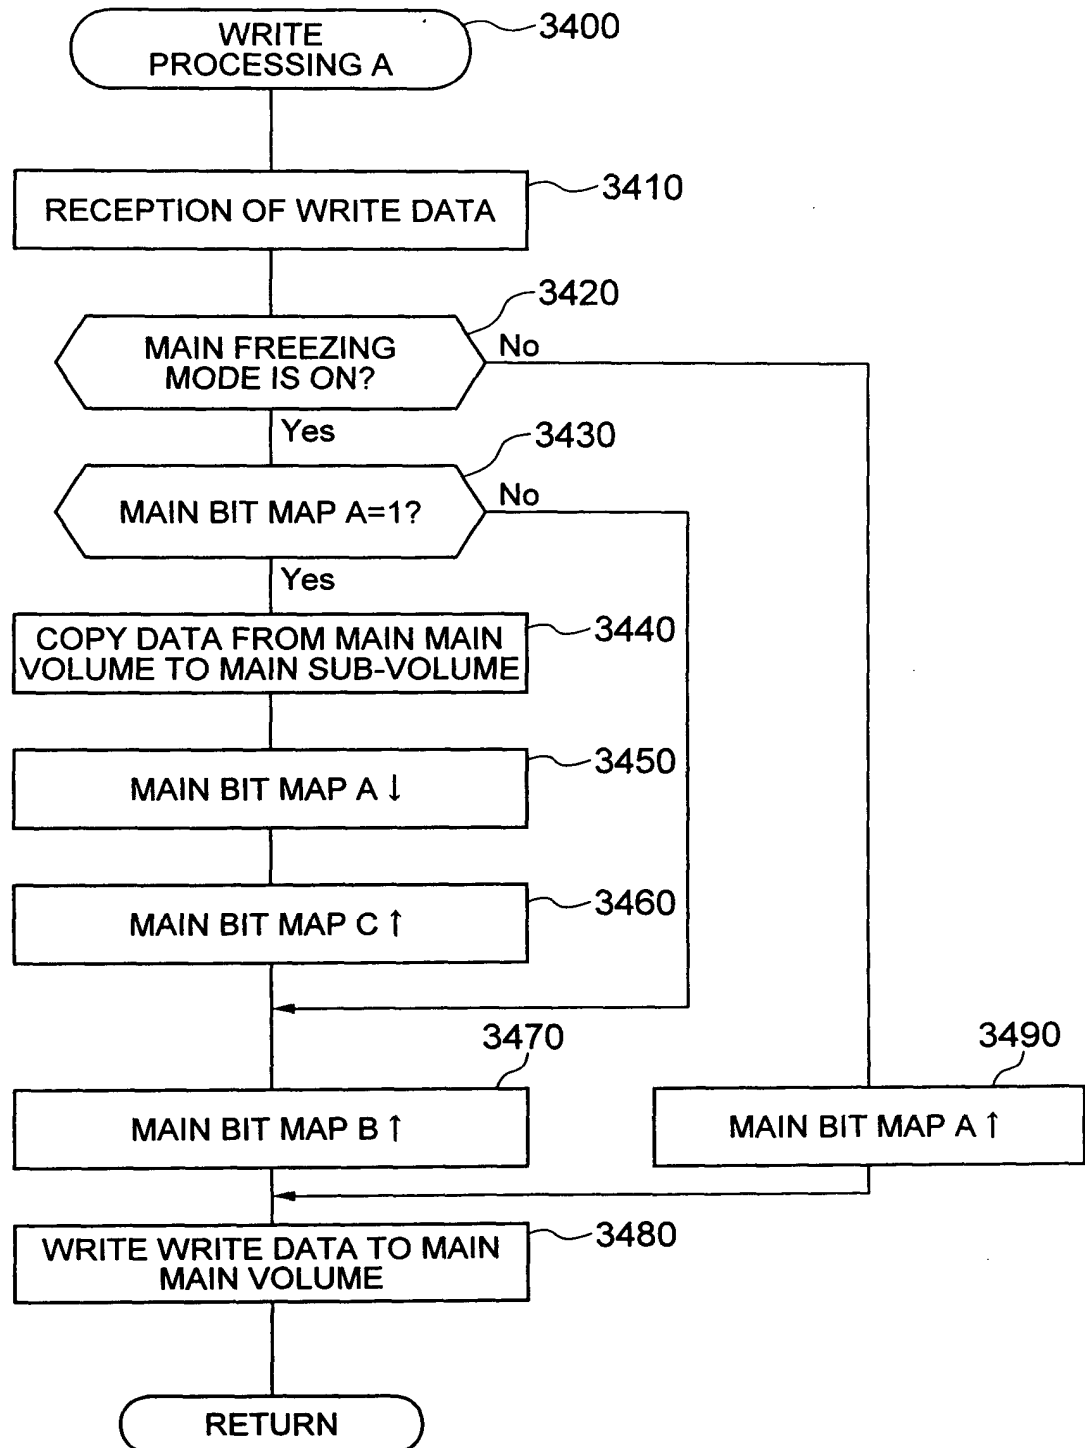 WRITE
PROCESSING A
3400
RECEPTION OF WRITE DATA
3410
MAIN FREEZING
MODE IS ON?
3420
No
Yes
MAIN BIT MAP A=1?
3430
No
Yes
COPY DATA FROM MAIN MAIN
VOLUME TO MAIN SUB-VOLUME
3440
MAIN BIT MAP A ↓
3450
MAIN BIT MAP C ↑
3460
MAIN BIT MAP B ↑
3470
MAIN BIT MAP A ↑
3490
WRITE WRITE DATA TO MAIN
MAIN VOLUME
3480
RETURN